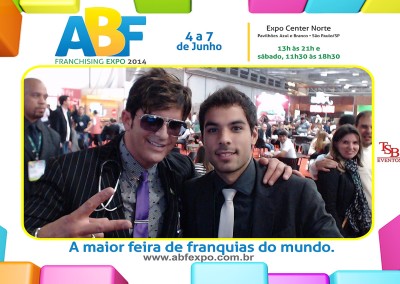 ABF
FRANCHISING EXPO 2014
4 a 7
de Junho
Expo Center Norte
Pavilhões Azul e Branco • São Paulo/SP
13h às 21h e
sábado, 11h30 às 18h30
TSB
EVENTOS
A maior feira de franquias do mundo.
www.abfexpo.com.br